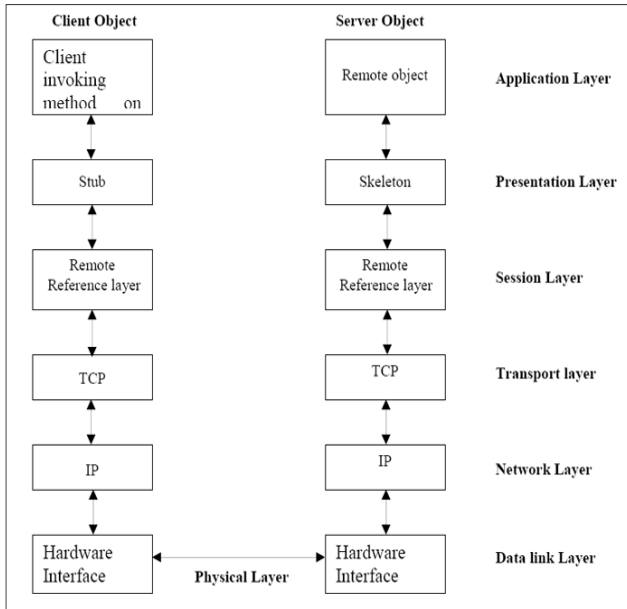 Client Object
Server Object
Client
invoking
method on
Remote object
Application Layer
Stub
Skeleton
Presentation Layer
Remote
Reference layer
Remote
Reference layer
Session Layer
TCP
TCP
Transport layer
IP
IP
Network Layer
Hardware
Interface
Physical Layer
Hardware
Interface
Data link Layer